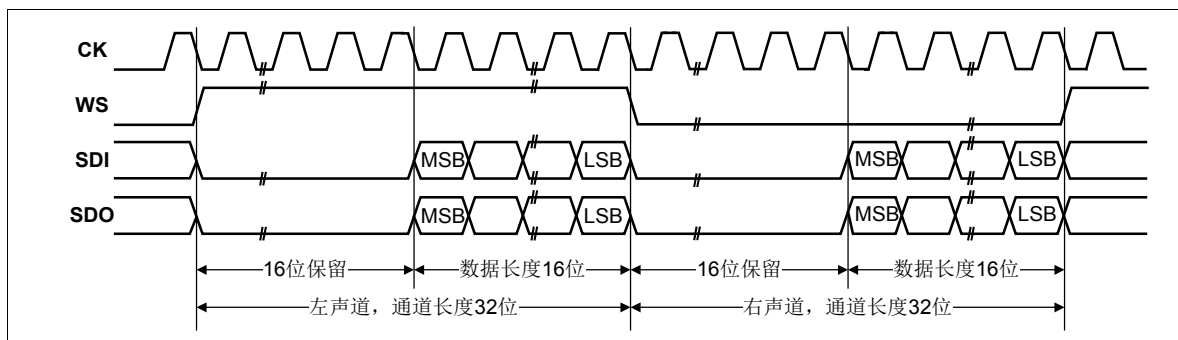 CK
WS
SDI
MSB
LSB
MSB
LSB
SDO
MSB
LSB
MSB
LSB
16位保留
数据长度16位
16位保留
数据长度16位
左声道，通道长度32位
右声道，通道长度32位